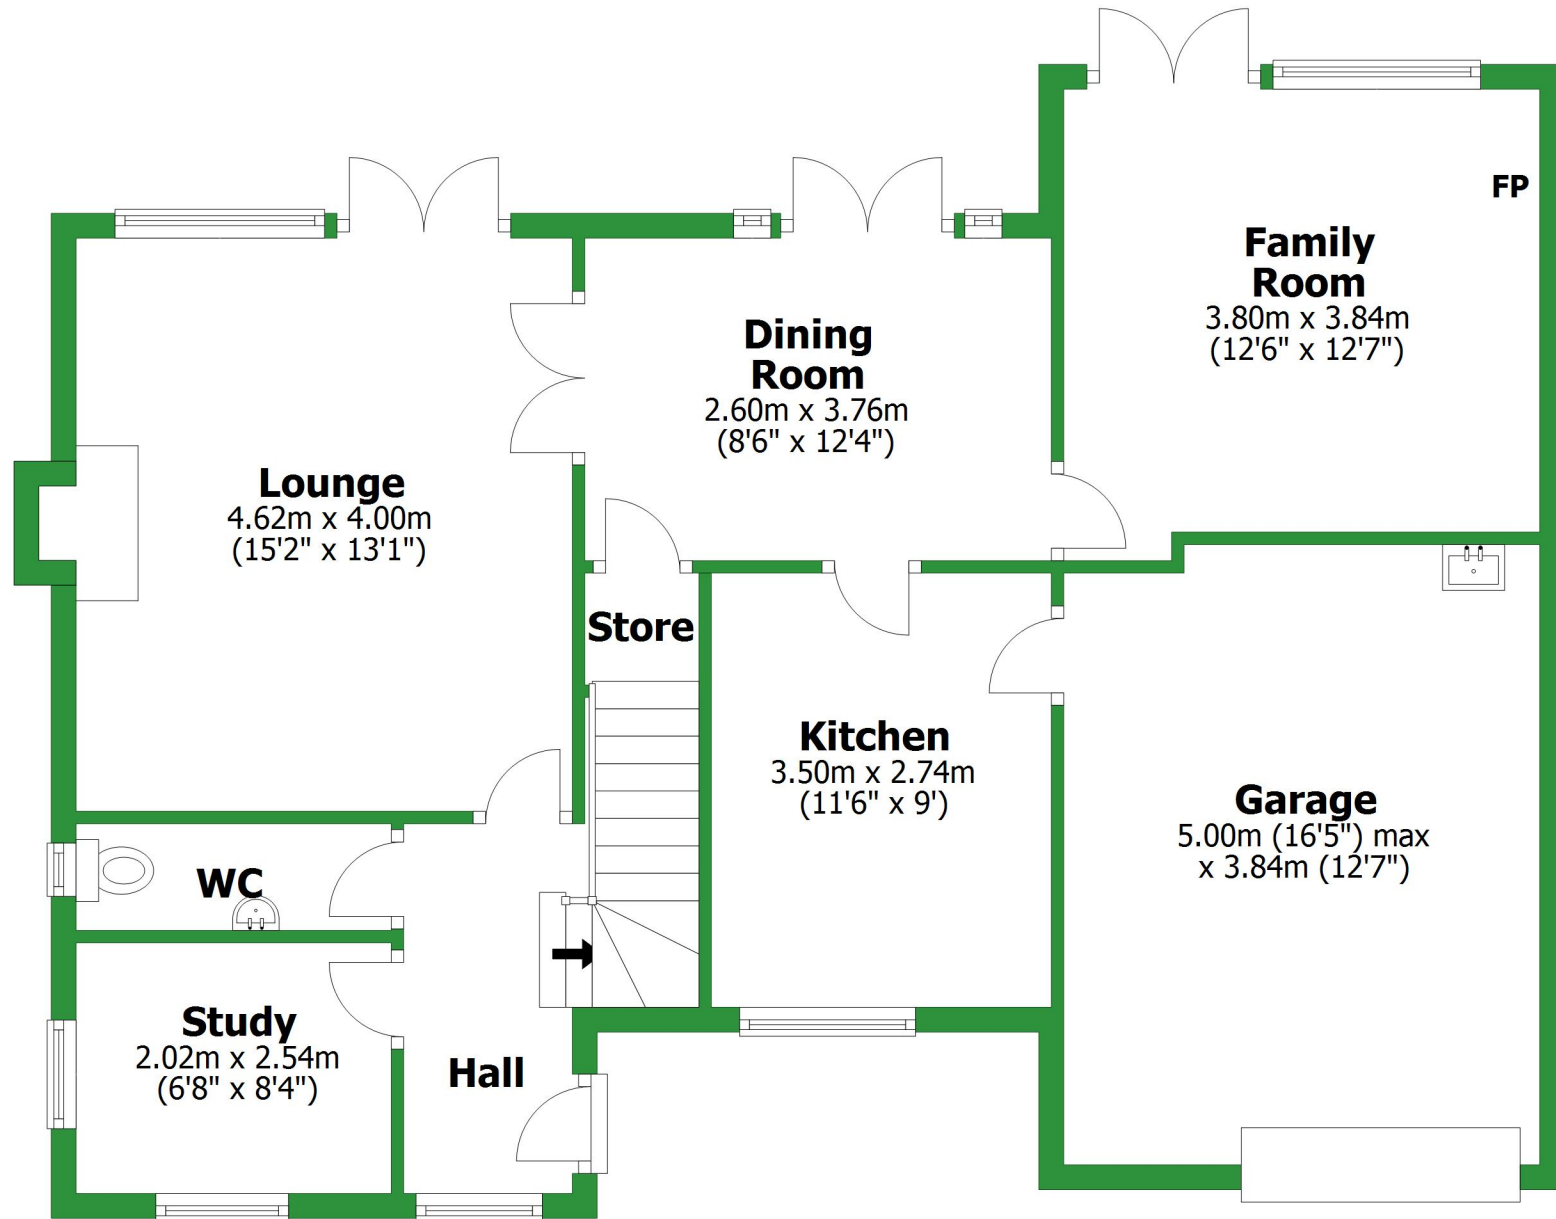 FP
Family
Room
3.80m x 3.84m
(12'6" x 12'7")
Dining
Room
2.60m x 3.76m
(8'6" x 12'4")
Lounge
4.62m x 4.00m
(15'2" x 13'1")
Store
Kitchen
3.50m x 2.74m
(11'6" x 9')
Garage
5.00m (16'5") max
x 3.84m (12'7")
WC
Study
2.02m x 2.54m
(6'8" x 8'4")
Hall